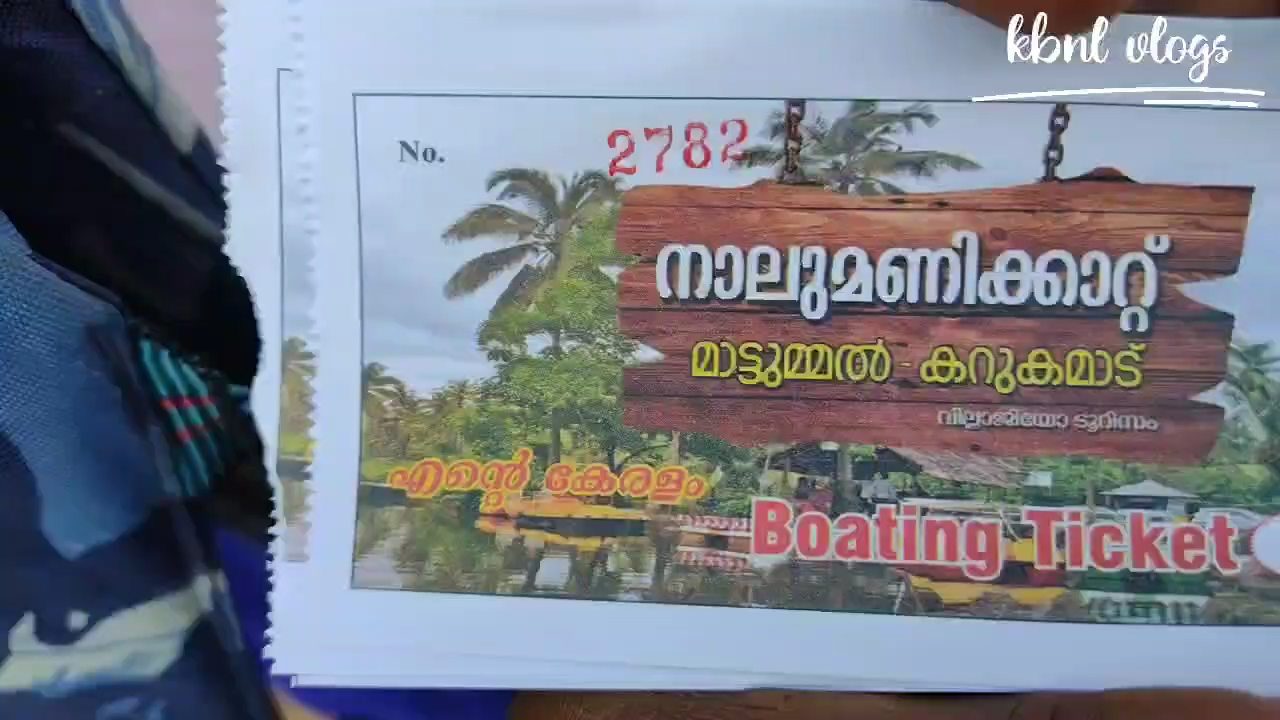 kbnl vlogs
No. 2782
നാലുമണിക്കാറ്റ്
മാട്ടുമ്മൽ - കറുകമാട്
വില്ലാജിയോ ടൂറിസം
എന്റെ കേരളം
Boating Ticket